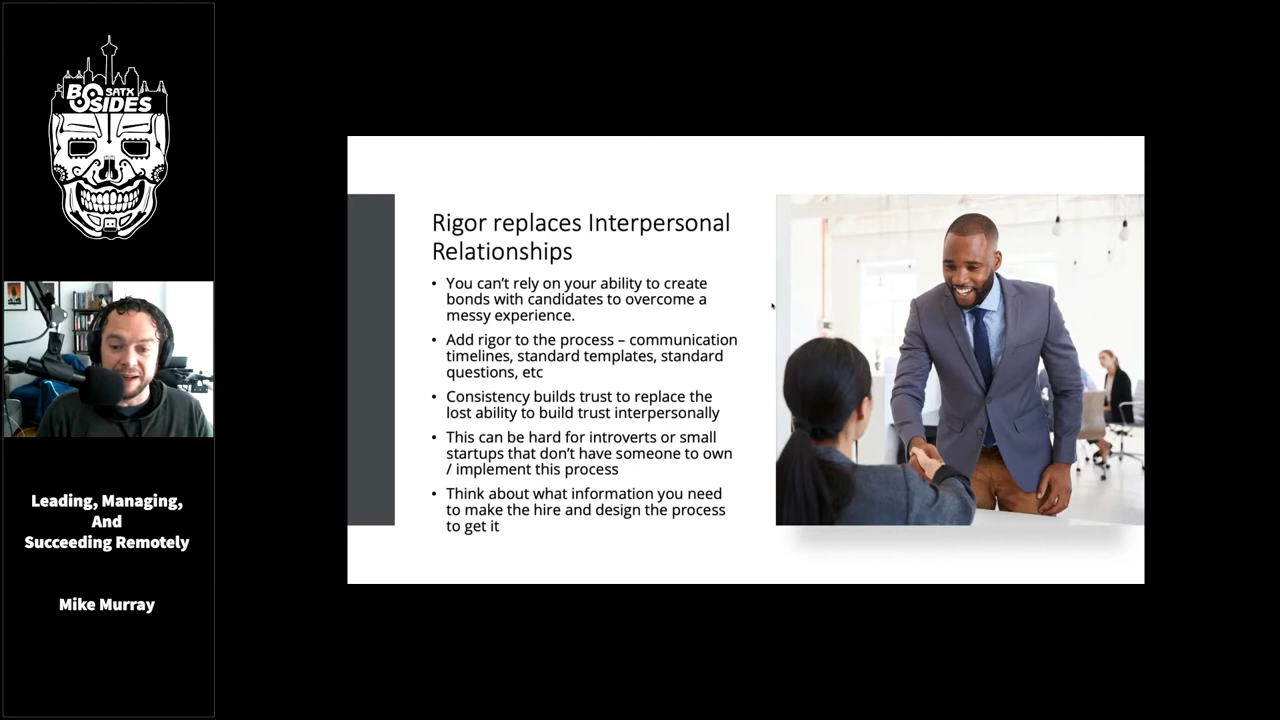 BSIDES
SATX
Leading, Managing,
And
Succeeding Remotely
Mike Murray
Rigor replaces Interpersonal
Relationships
• You can’t rely on your ability to create
bonds with candidates to overcome a
messy experience.
• Add rigor to the process – communication
timelines, standard templates, standard
questions, etc
• Consistency builds trust to replace the
lost ability to build trust interpersonally
• This can be hard for introverts or small
startups that don’t have someone to own
/ implement this process
• Think about what information you need
to make the hire and design the process
to get it